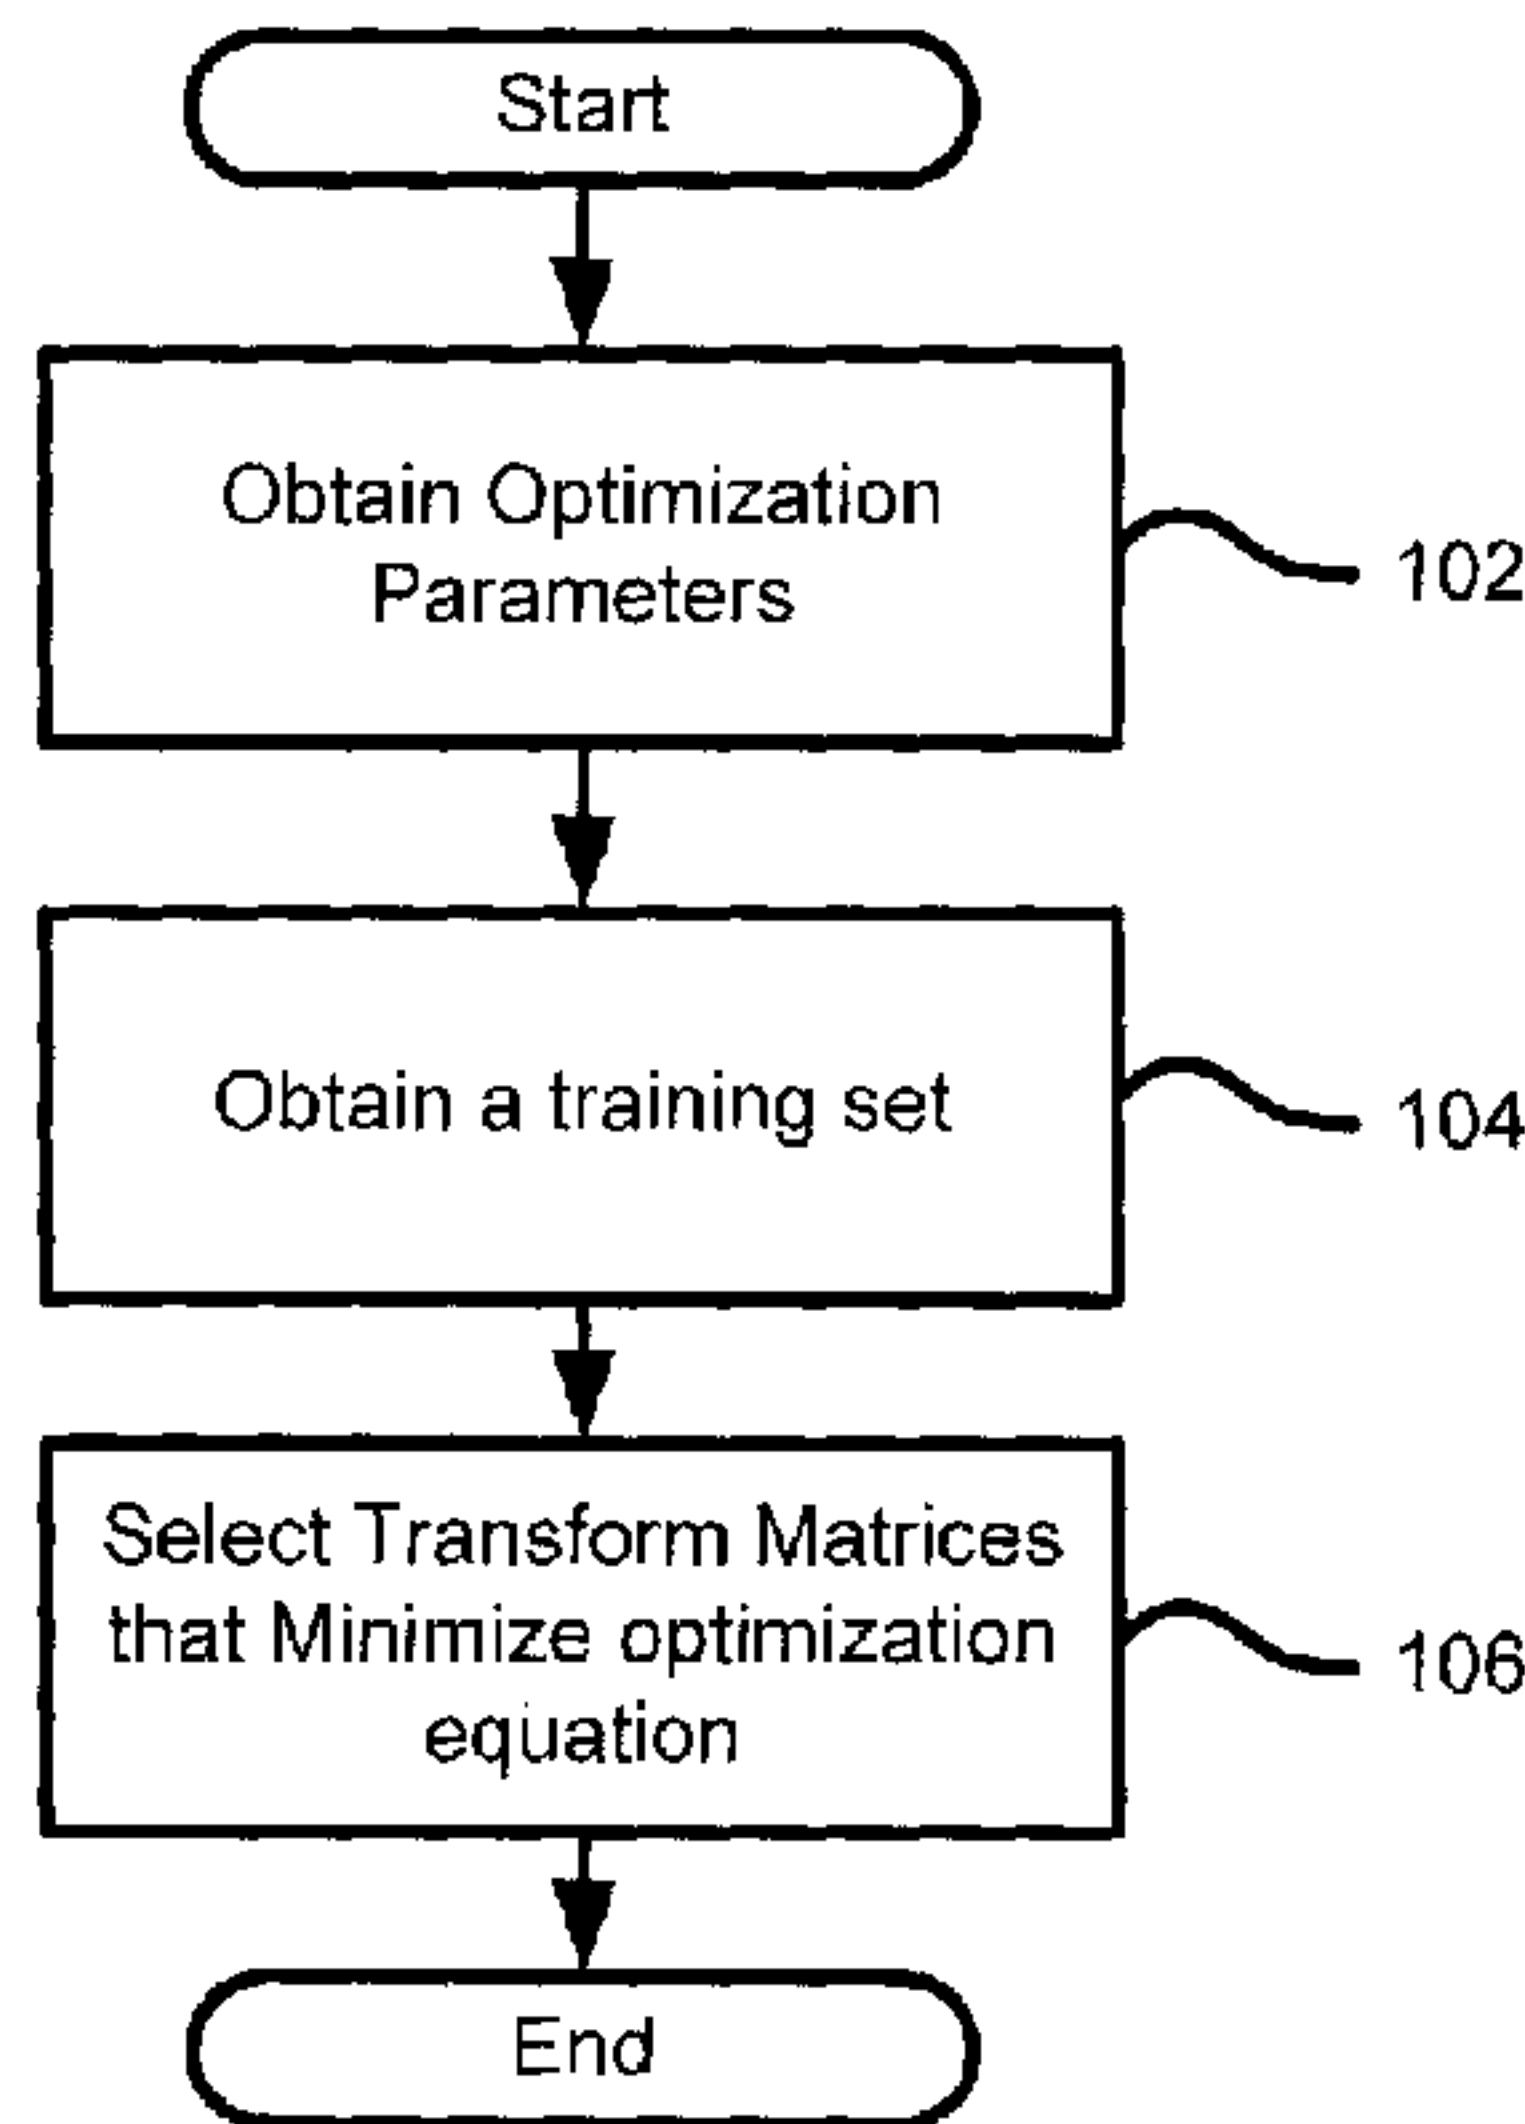 Start
Obtain Optimization
Parameters
102
Obtain a training set
104
Select Transform Matrices
that Minimize optimization
equation
106
End